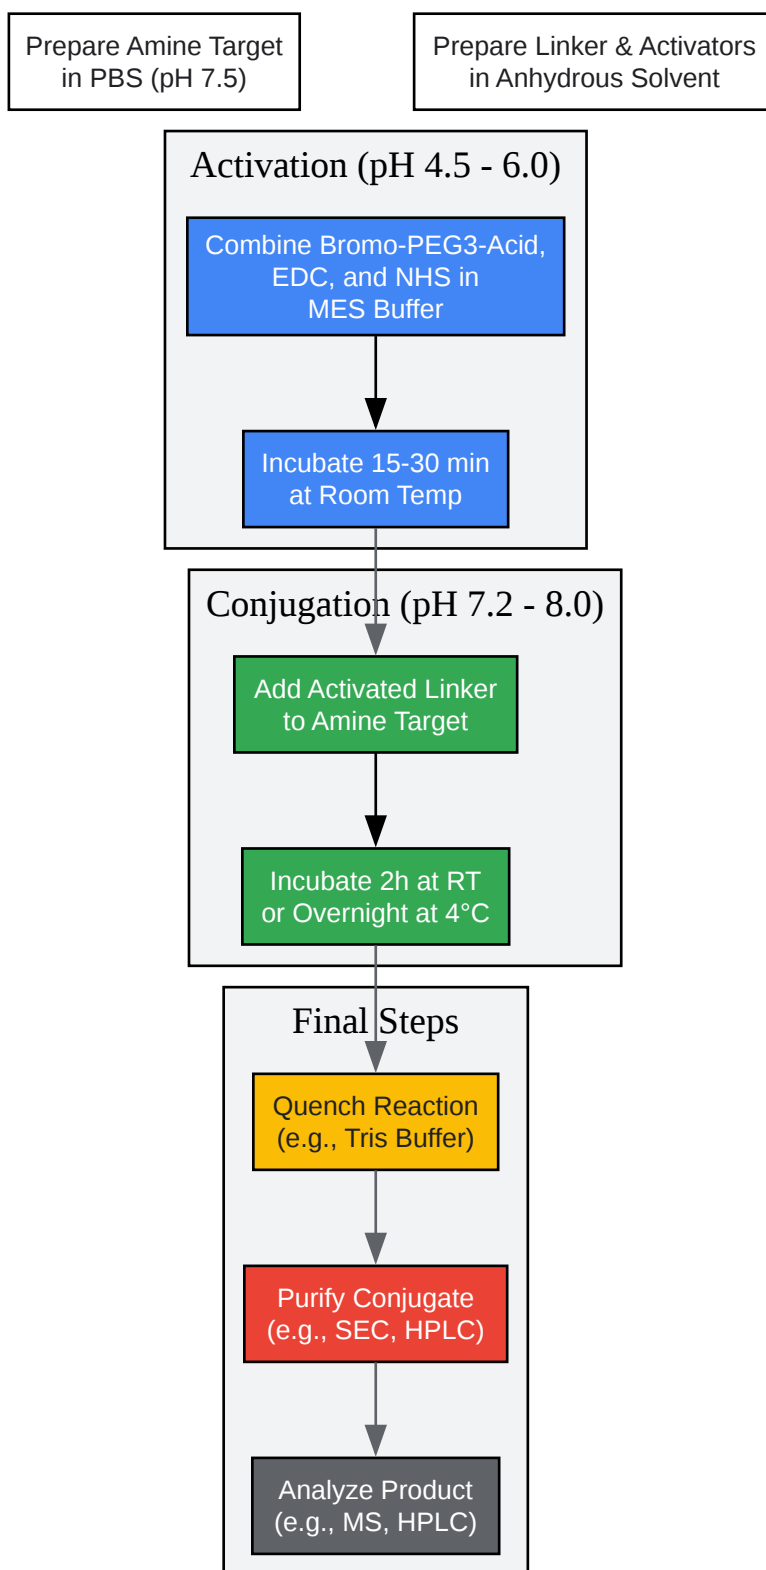 Prepare Amine Target
in PBS (pH 7.5)
Prepare Linker & Activators
in Anhydrous Solvent
Activation (pH 4.5 - 6.0)
Combine Bromo-PEG3-Acid,
EDC, and NHS in
MES Buffer
Incubate 15-30 min
at Room Temp
Conjugation (pH 7.2 - 8.0)
Add Activated Linker
to Amine Target
Incubate 2h at RT
or Overnight at 4°C
Final Steps
Quench Reaction
(e.g., Tris Buffer)
Purify Conjugate
(e.g., SEC, HPLC)
Analyze Product
(e.g., MS, HPLC)